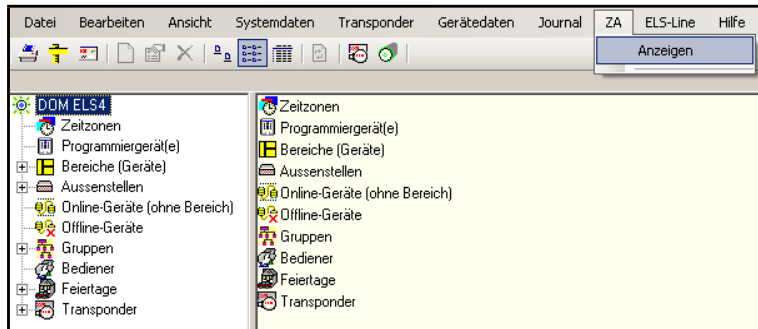 Datei Bearbeiten Ansicht Systemdaten Transponder Gerätedaten Journal ZA ELS-Line Hilfe
Anzeigen
DOM ELS4
Zeitzonen
Programmiergerät(e)
Bereiche (Geräte)
Aussenstellen
Online-Geräte (ohne Bereich)
Offline-Geräte
Gruppen
Bediener
Feiertage
Transponder
Zeitzonen
Programmiergerät(e)
Bereiche (Geräte)
Aussenstellen
Online-Geräte (ohne Bereich)
Offline-Geräte
Gruppen
Bediener
Feiertage
Transponder